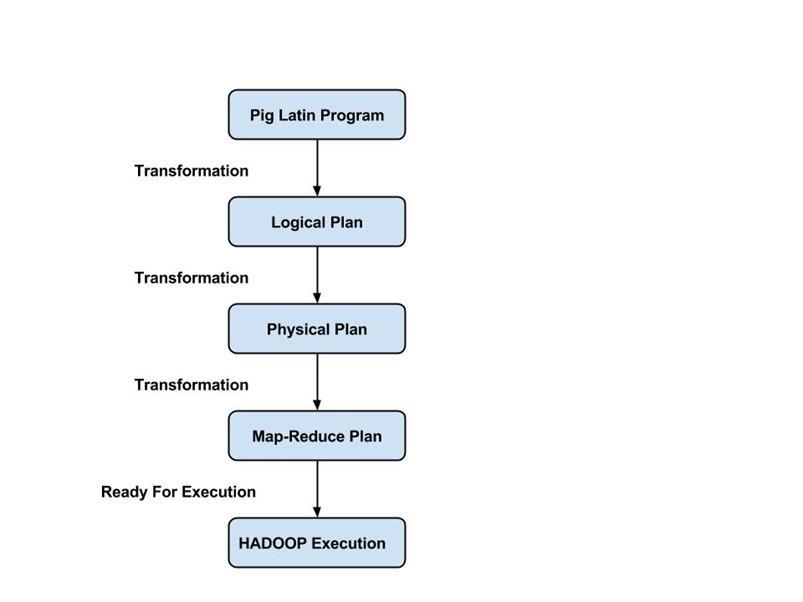 Pig Latin Program
Transformation
Logical Plan
Transformation
Physical Plan
Transformation
Map-Reduce Plan
Ready For Execution
HADOOP Execution